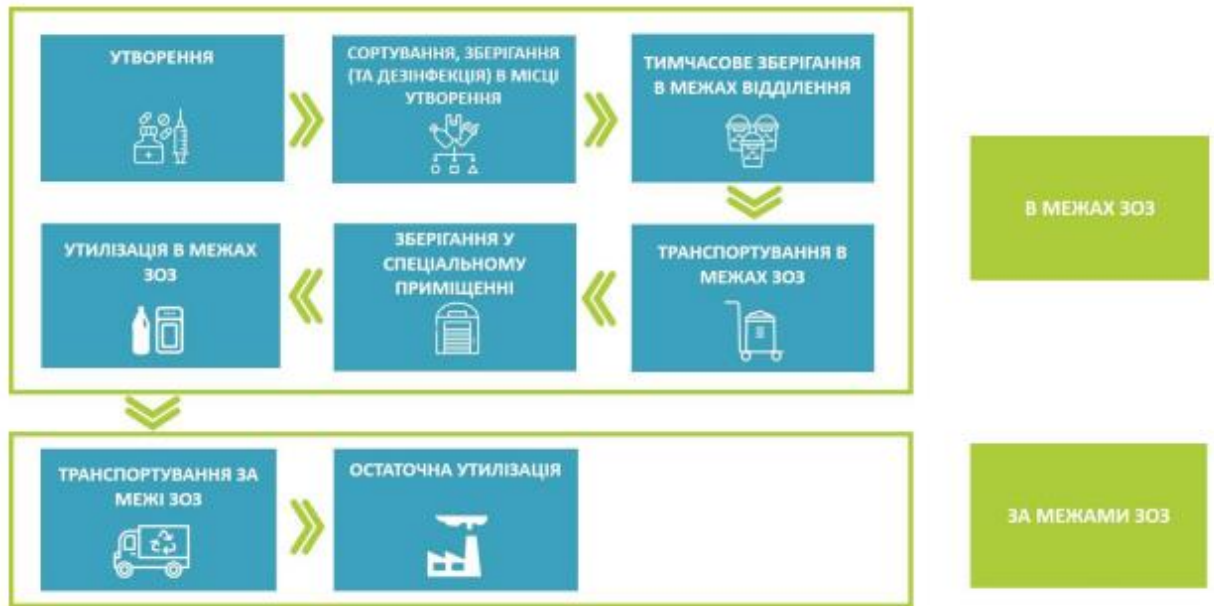 УТВОРЕННЯ
СОРТУВАННЯ, ЗБЕРІГАННЯ
(ТА ДЕЗІНФЕКЦІЯ) В МІСЦІ
УТВОРЕННЯ
ТИМЧАСОВЕ ЗБЕРІГАННЯ
В МЕЖАХ ВІДДІЛЕННЯ
УТИЛІЗАЦІЯ В МЕЖАХ
ЗОЗ
ЗБЕРІГАННЯ У
СПЕЦІАЛЬНОМУ
ПРИМІЩЕННІ
ТРАНСПОРТУВАННЯ В
МЕЖАХ ЗОЗ
В МЕЖАХ ЗОЗ
ТРАНСПОРТУВАННЯ ЗА
МЕЖІ ЗОЗ
ОСТАТОЧНА УТИЛІЗАЦІЯ
ЗА МЕЖАМИ ЗОЗ